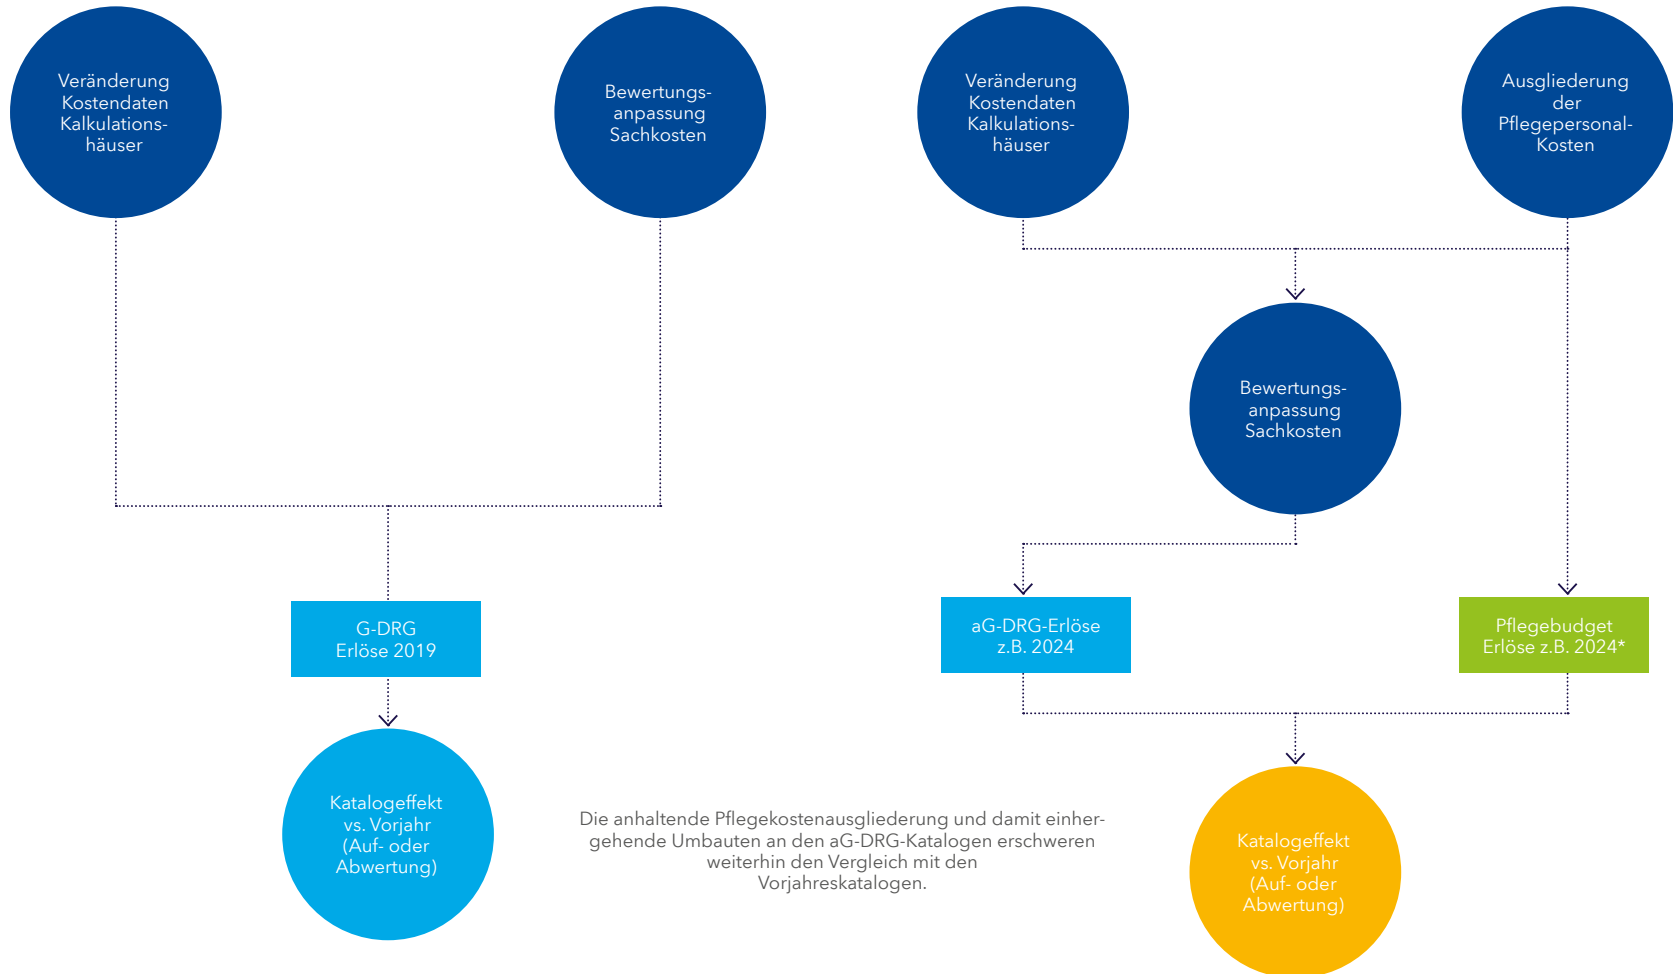 Veränderung
Kostendaten
Kalkulations-
häuser
Bewertungs-
anpassung
Sachkosten
Veränderung
Kostendaten
Kalkulations-
häuser
Ausgliederung
der
Pflegepersonal-
Kosten
Bewertungs-
anpassung
Sachkosten
G-DRG
Erlöse 2019
aG-DRG-Erlöse
z.B. 2024
Pflegebudget
Erlöse z.B. 2024*
Katalogeffekt
vs. Vorjahr
(Auf- oder
Abwertung)
Die anhaltende Pflegekostenausgliederung und damit einher-
gehende Umbauten an den aG-DRG-Katalogen erschweren
weiterhin den Vergleich mit den
Vorjahreskatalogen.
Katalogeffekt
vs. Vorjahr
(Auf- oder
Abwertung)